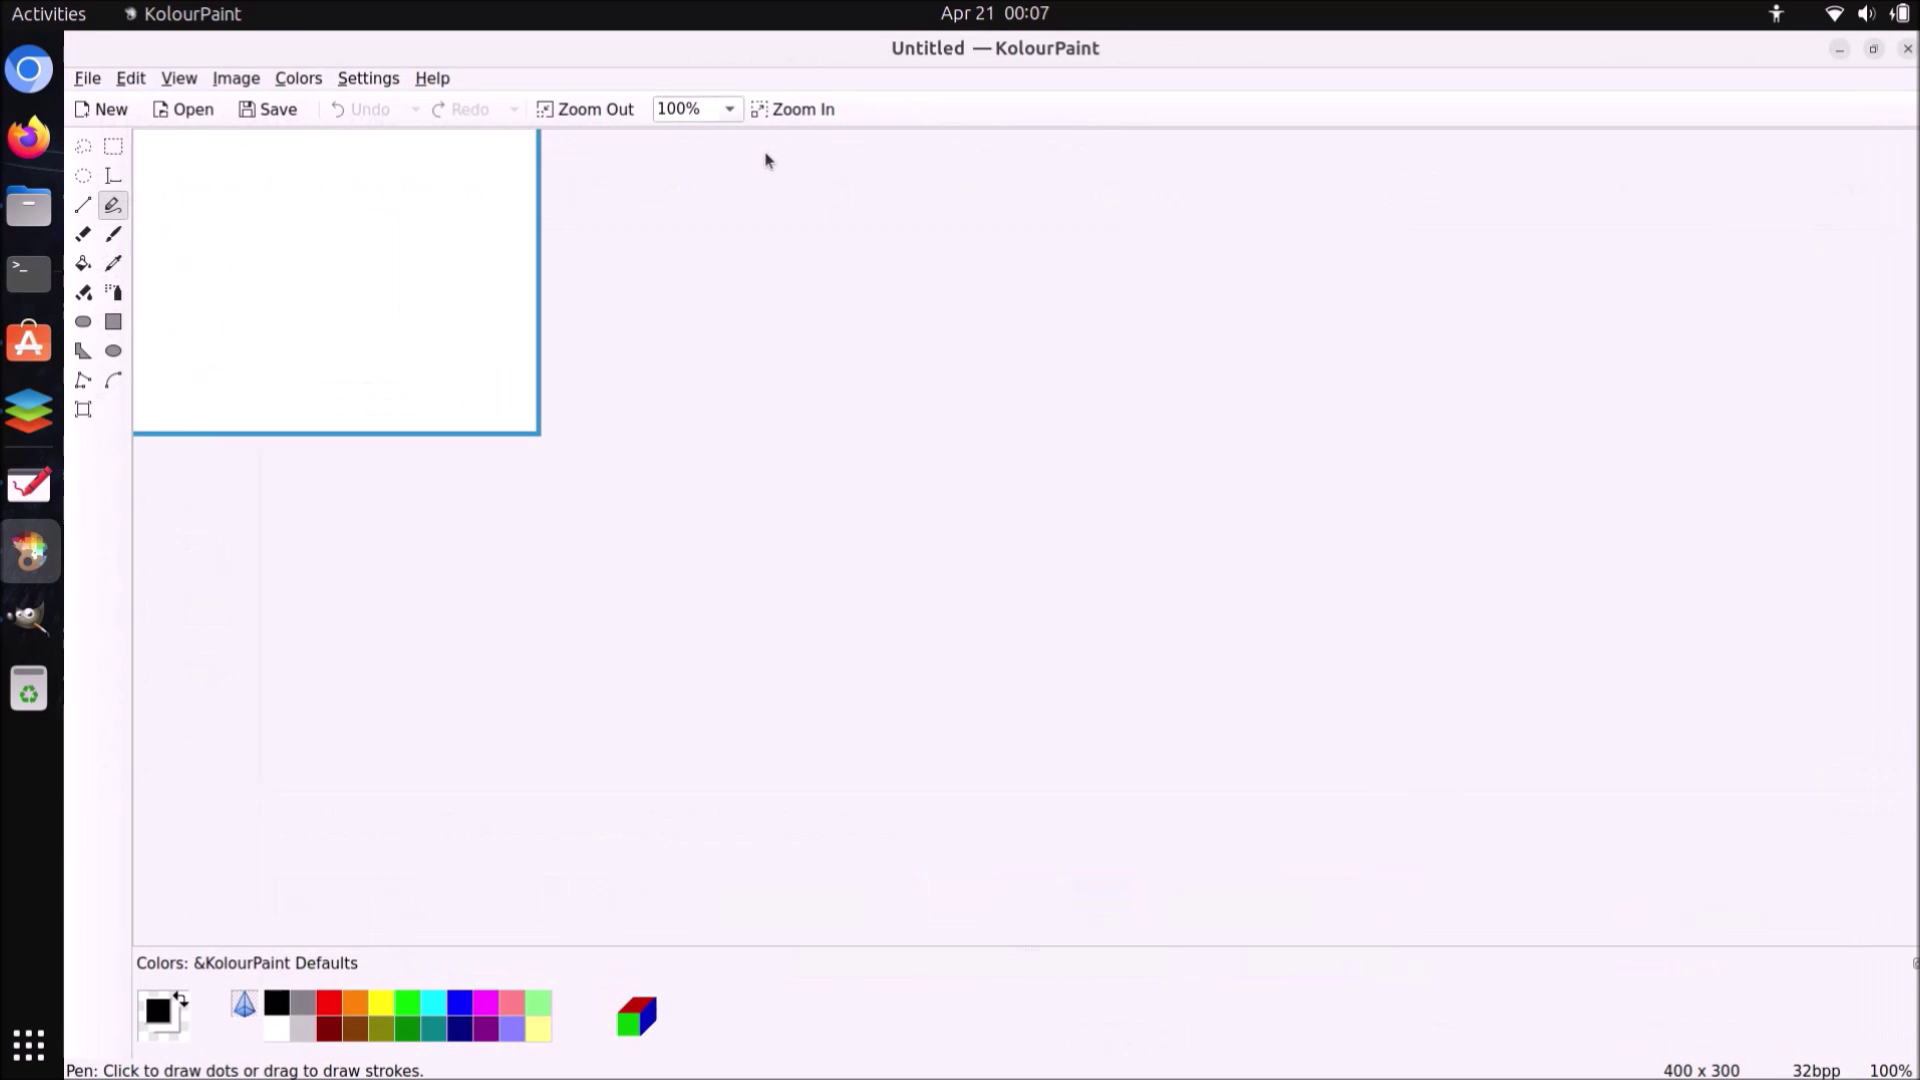 Activities KolourPaint Apr 21 00:07
Untitled — KolourPaint
File Edit View Image Colors Settings Help
New Open Save Undo Redo Zoom Out 100% Zoom In
Colors: &KolourPaint Defaults
Pen: Click to draw dots or drag to draw strokes. 400 x 300 32bpp 100%